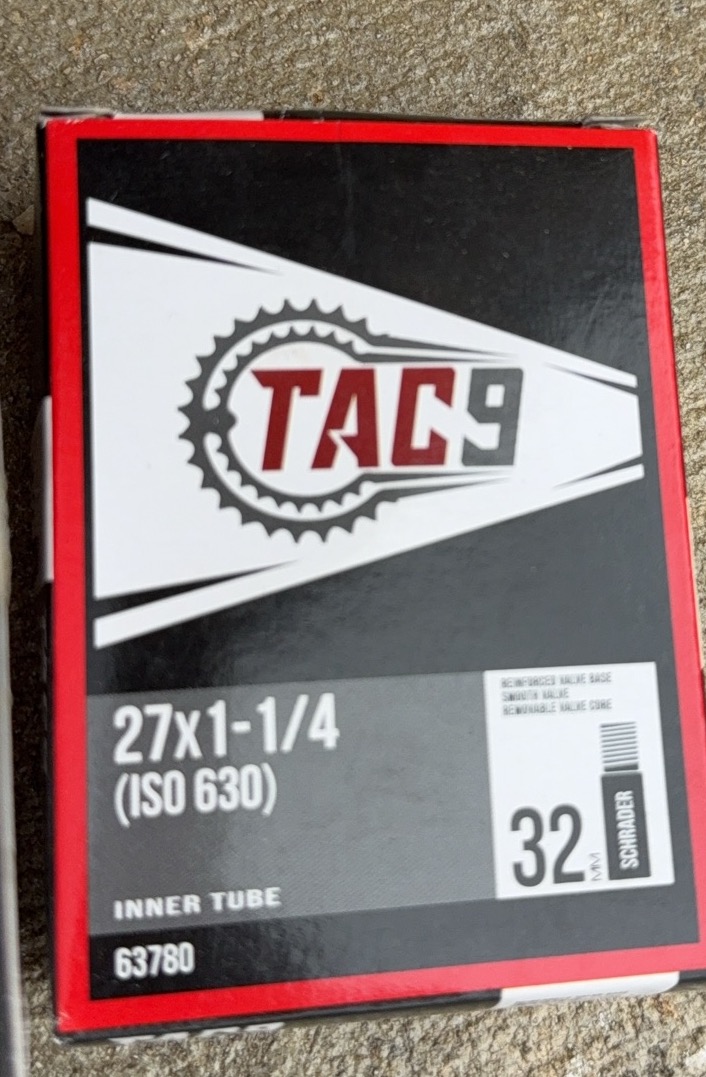 TAC9
27x1-1/4
(ISO 630)
INNER TUBE
63780
REINFORCED VALVE BASE
SMOOTH VALVE
REMOVABLE VALVE CORE
32
MM
SCHRADER